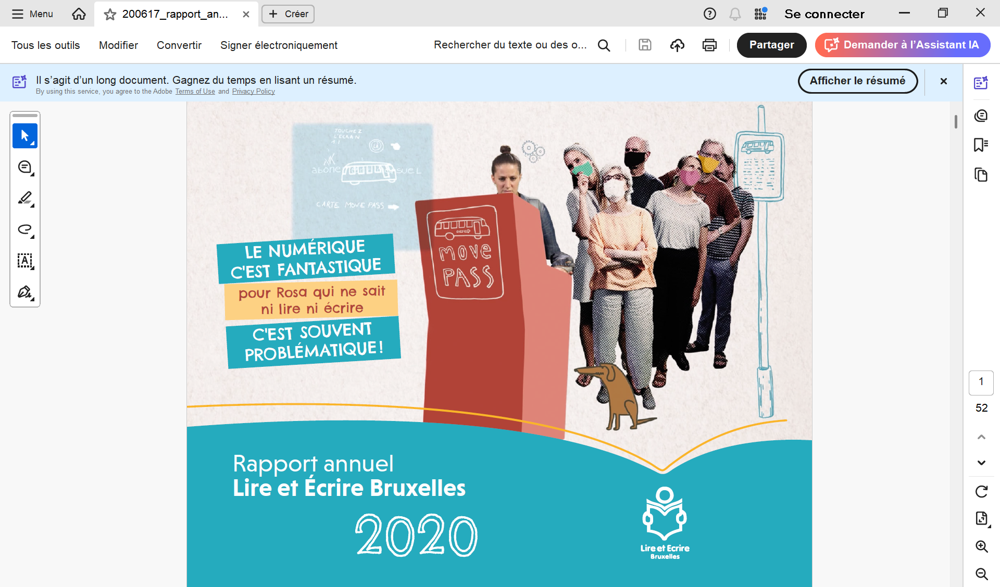 Menu
200617_rapport_an...
Créer
Se connecter
Tous les outils
Modifier
Convertir
Signer électroniquement
Rechercher du texte ou des o...
Partager
Demander à l'Assistant IA
Il s'agit d'un long document. Gagnez du temps en lisant un résumé.
By using this service, you agree to the Adobe Terms of Use and Privacy Policy
Afficher le résumé
TOUCHEZ
L'ECRAN
CARTE MOVE PASS
MOVE
PASS
LE NUMÉRIQUE
C'EST FANTASTIQUE
pour Rosa qui ne sait
ni lire ni écrire
C'EST SOUVENT
PROBLÉMATIQUE !
Rapport annuel
Lire et Écrire Bruxelles
2020
Lire et Ecrire
Bruxelles
1
52